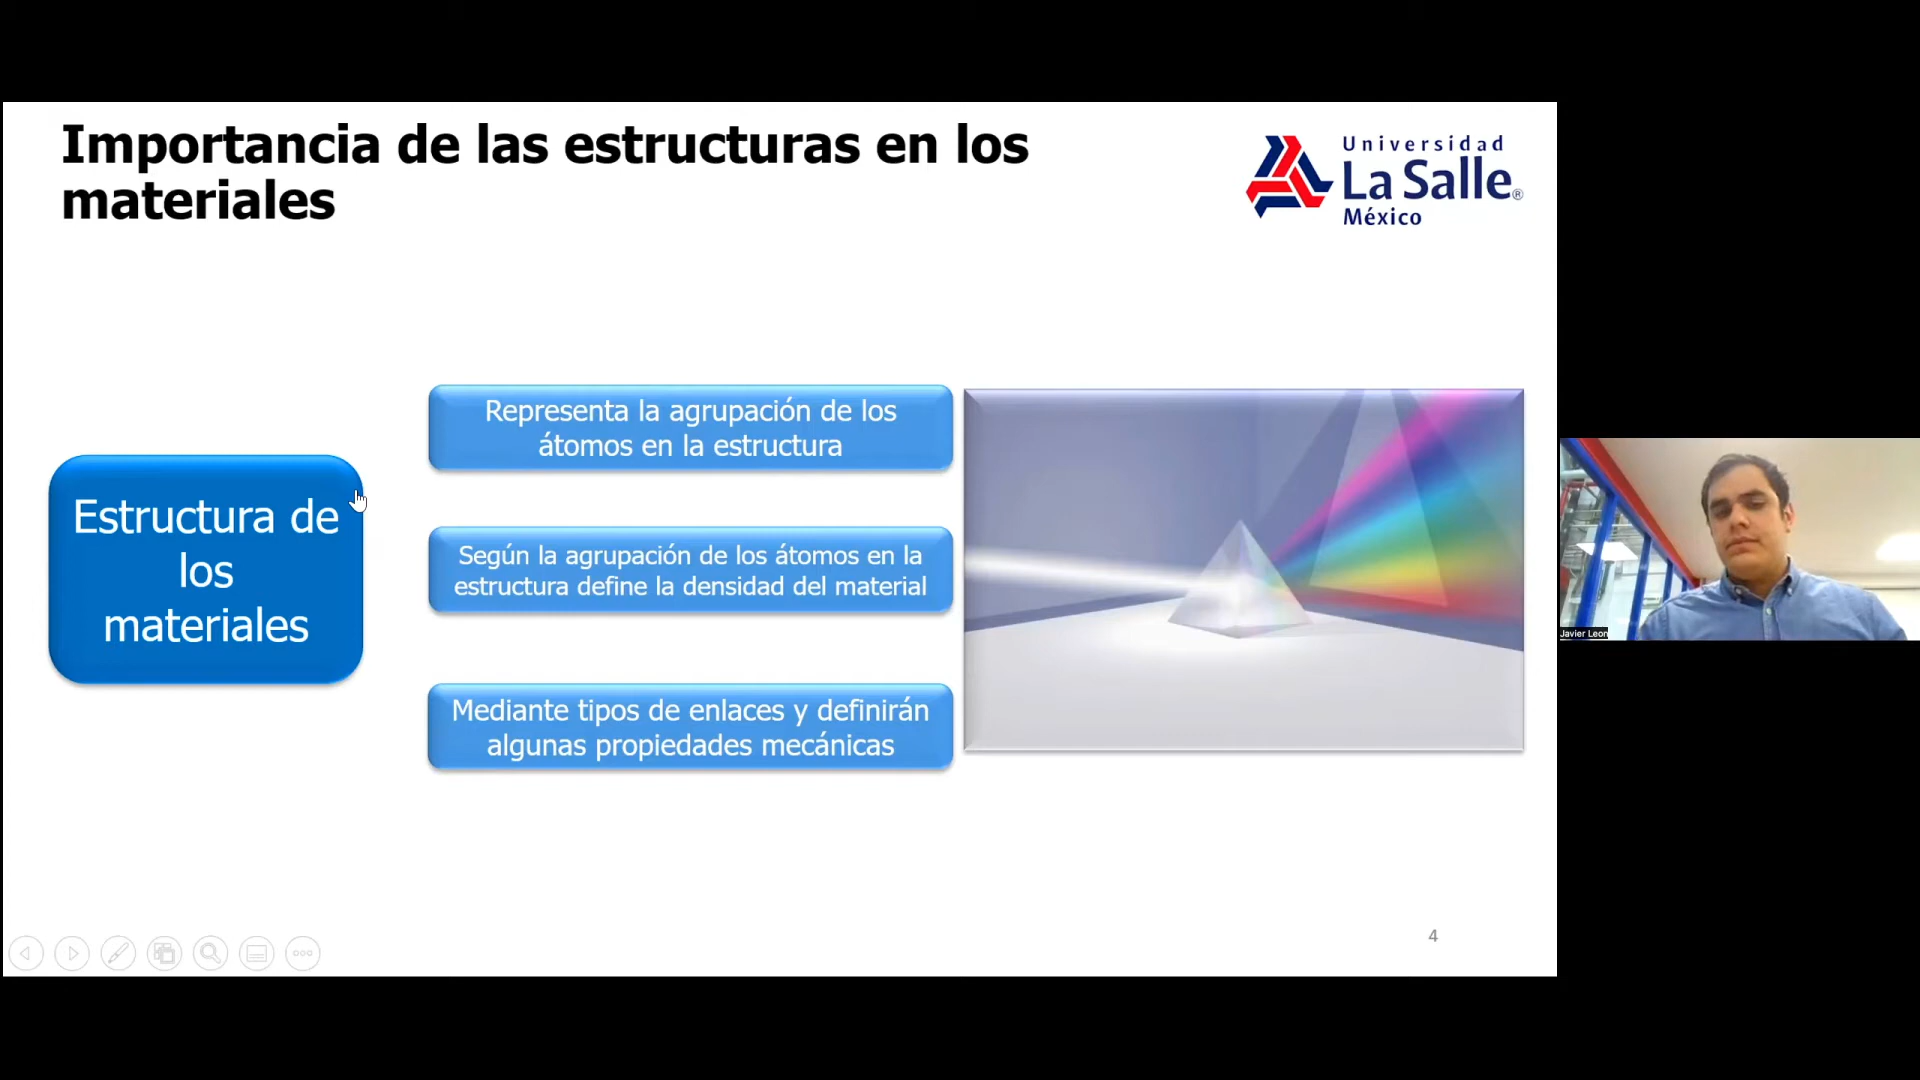 Importancia de las estructuras en los
materiales
Universidad
La Salle®
México
Estructura de
los
materiales
Representa la agrupación de los
átomos en la estructura
Según la agrupación de los átomos en la
estructura define la densidad del material
Mediante tipos de enlaces y definirán
algunas propiedades mecánicas
Javier Leon
4